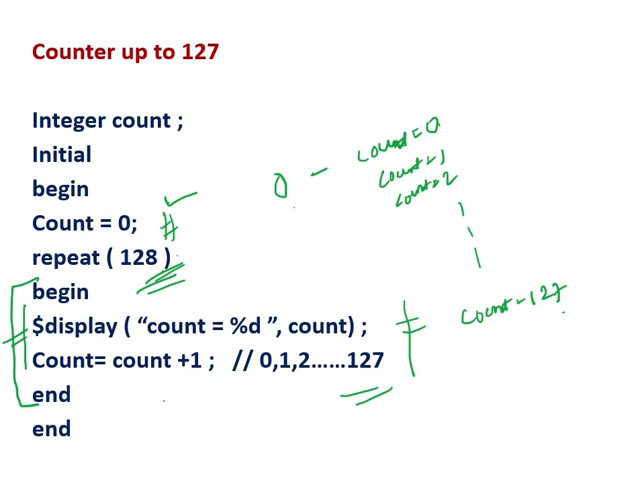 Counter up to 127
Integer count ;
Initial
begin
Count = 0;
repeat ( 128 )
begin
$display ( “count = %d ”, count) ;
Count= count +1 ;   // 0,1,2……127
end
end
0 -
count=0
count=1
count=2
count=127